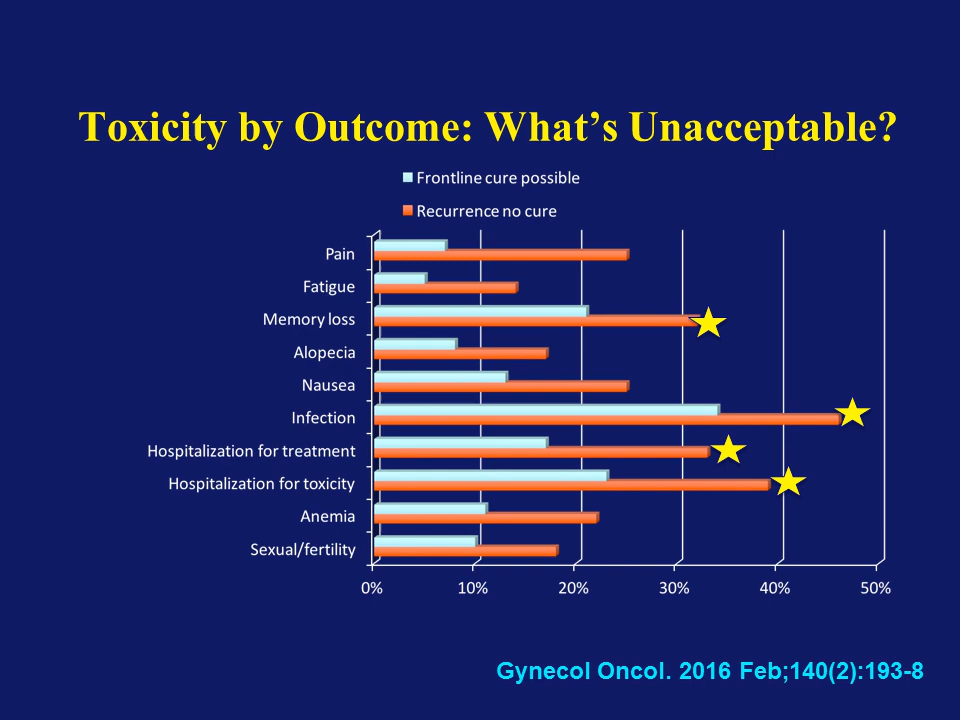 Toxicity by Outcome: What's Unacceptable?
Frontline cure possible
Recurrence no cure
Pain
Fatigue
Memory loss
Alopecia
Nausea
Infection
Hospitalization for treatment
Hospitalization for toxicity
Anemia
Sexual/fertility
0% 10% 20% 30% 40% 50%
Gynecol Oncol. 2016 Feb;140(2):193-8